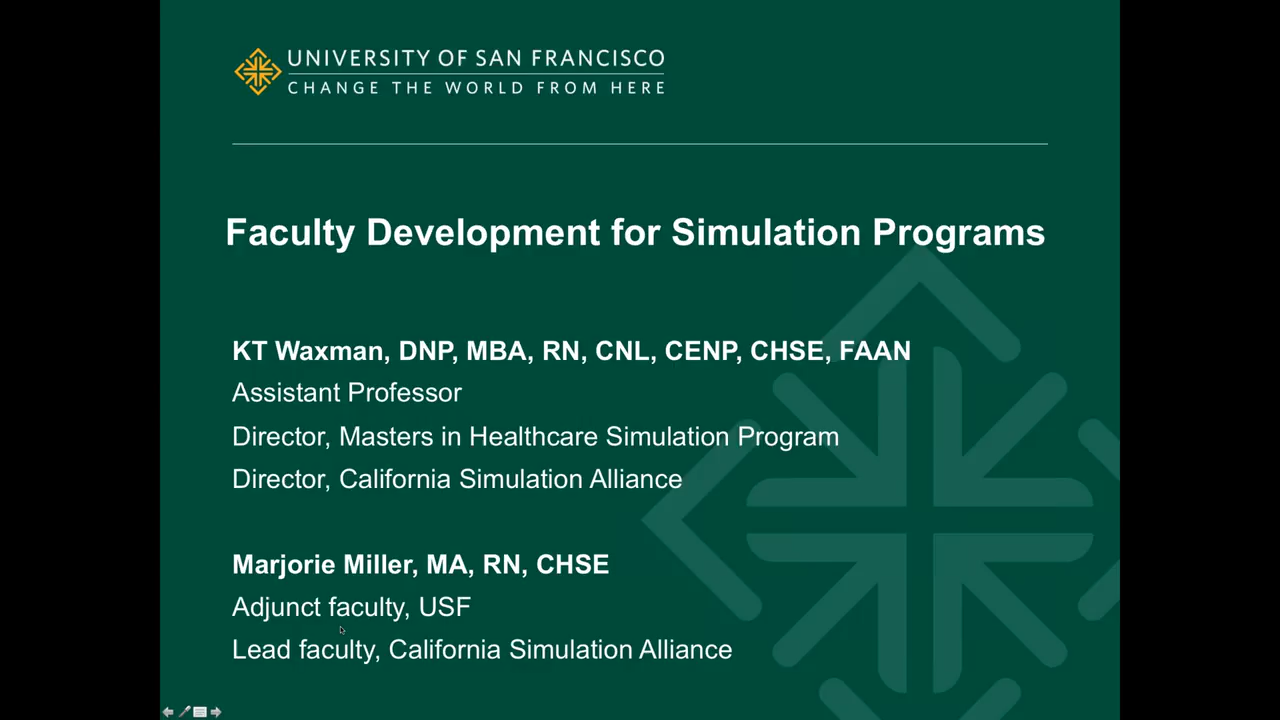 UNIVERSITY OF SAN FRANCISCO
CHANGE THE WORLD FROM HERE
Faculty Development for Simulation Programs
KT Waxman, DNP, MBA, RN, CNL, CENP, CHSE, FAAN
Assistant Professor
Director, Masters in Healthcare Simulation Program
Director, California Simulation Alliance
Marjorie Miller, MA, RN, CHSE
Adjunct faculty, USF
Lead faculty, California Simulation Alliance